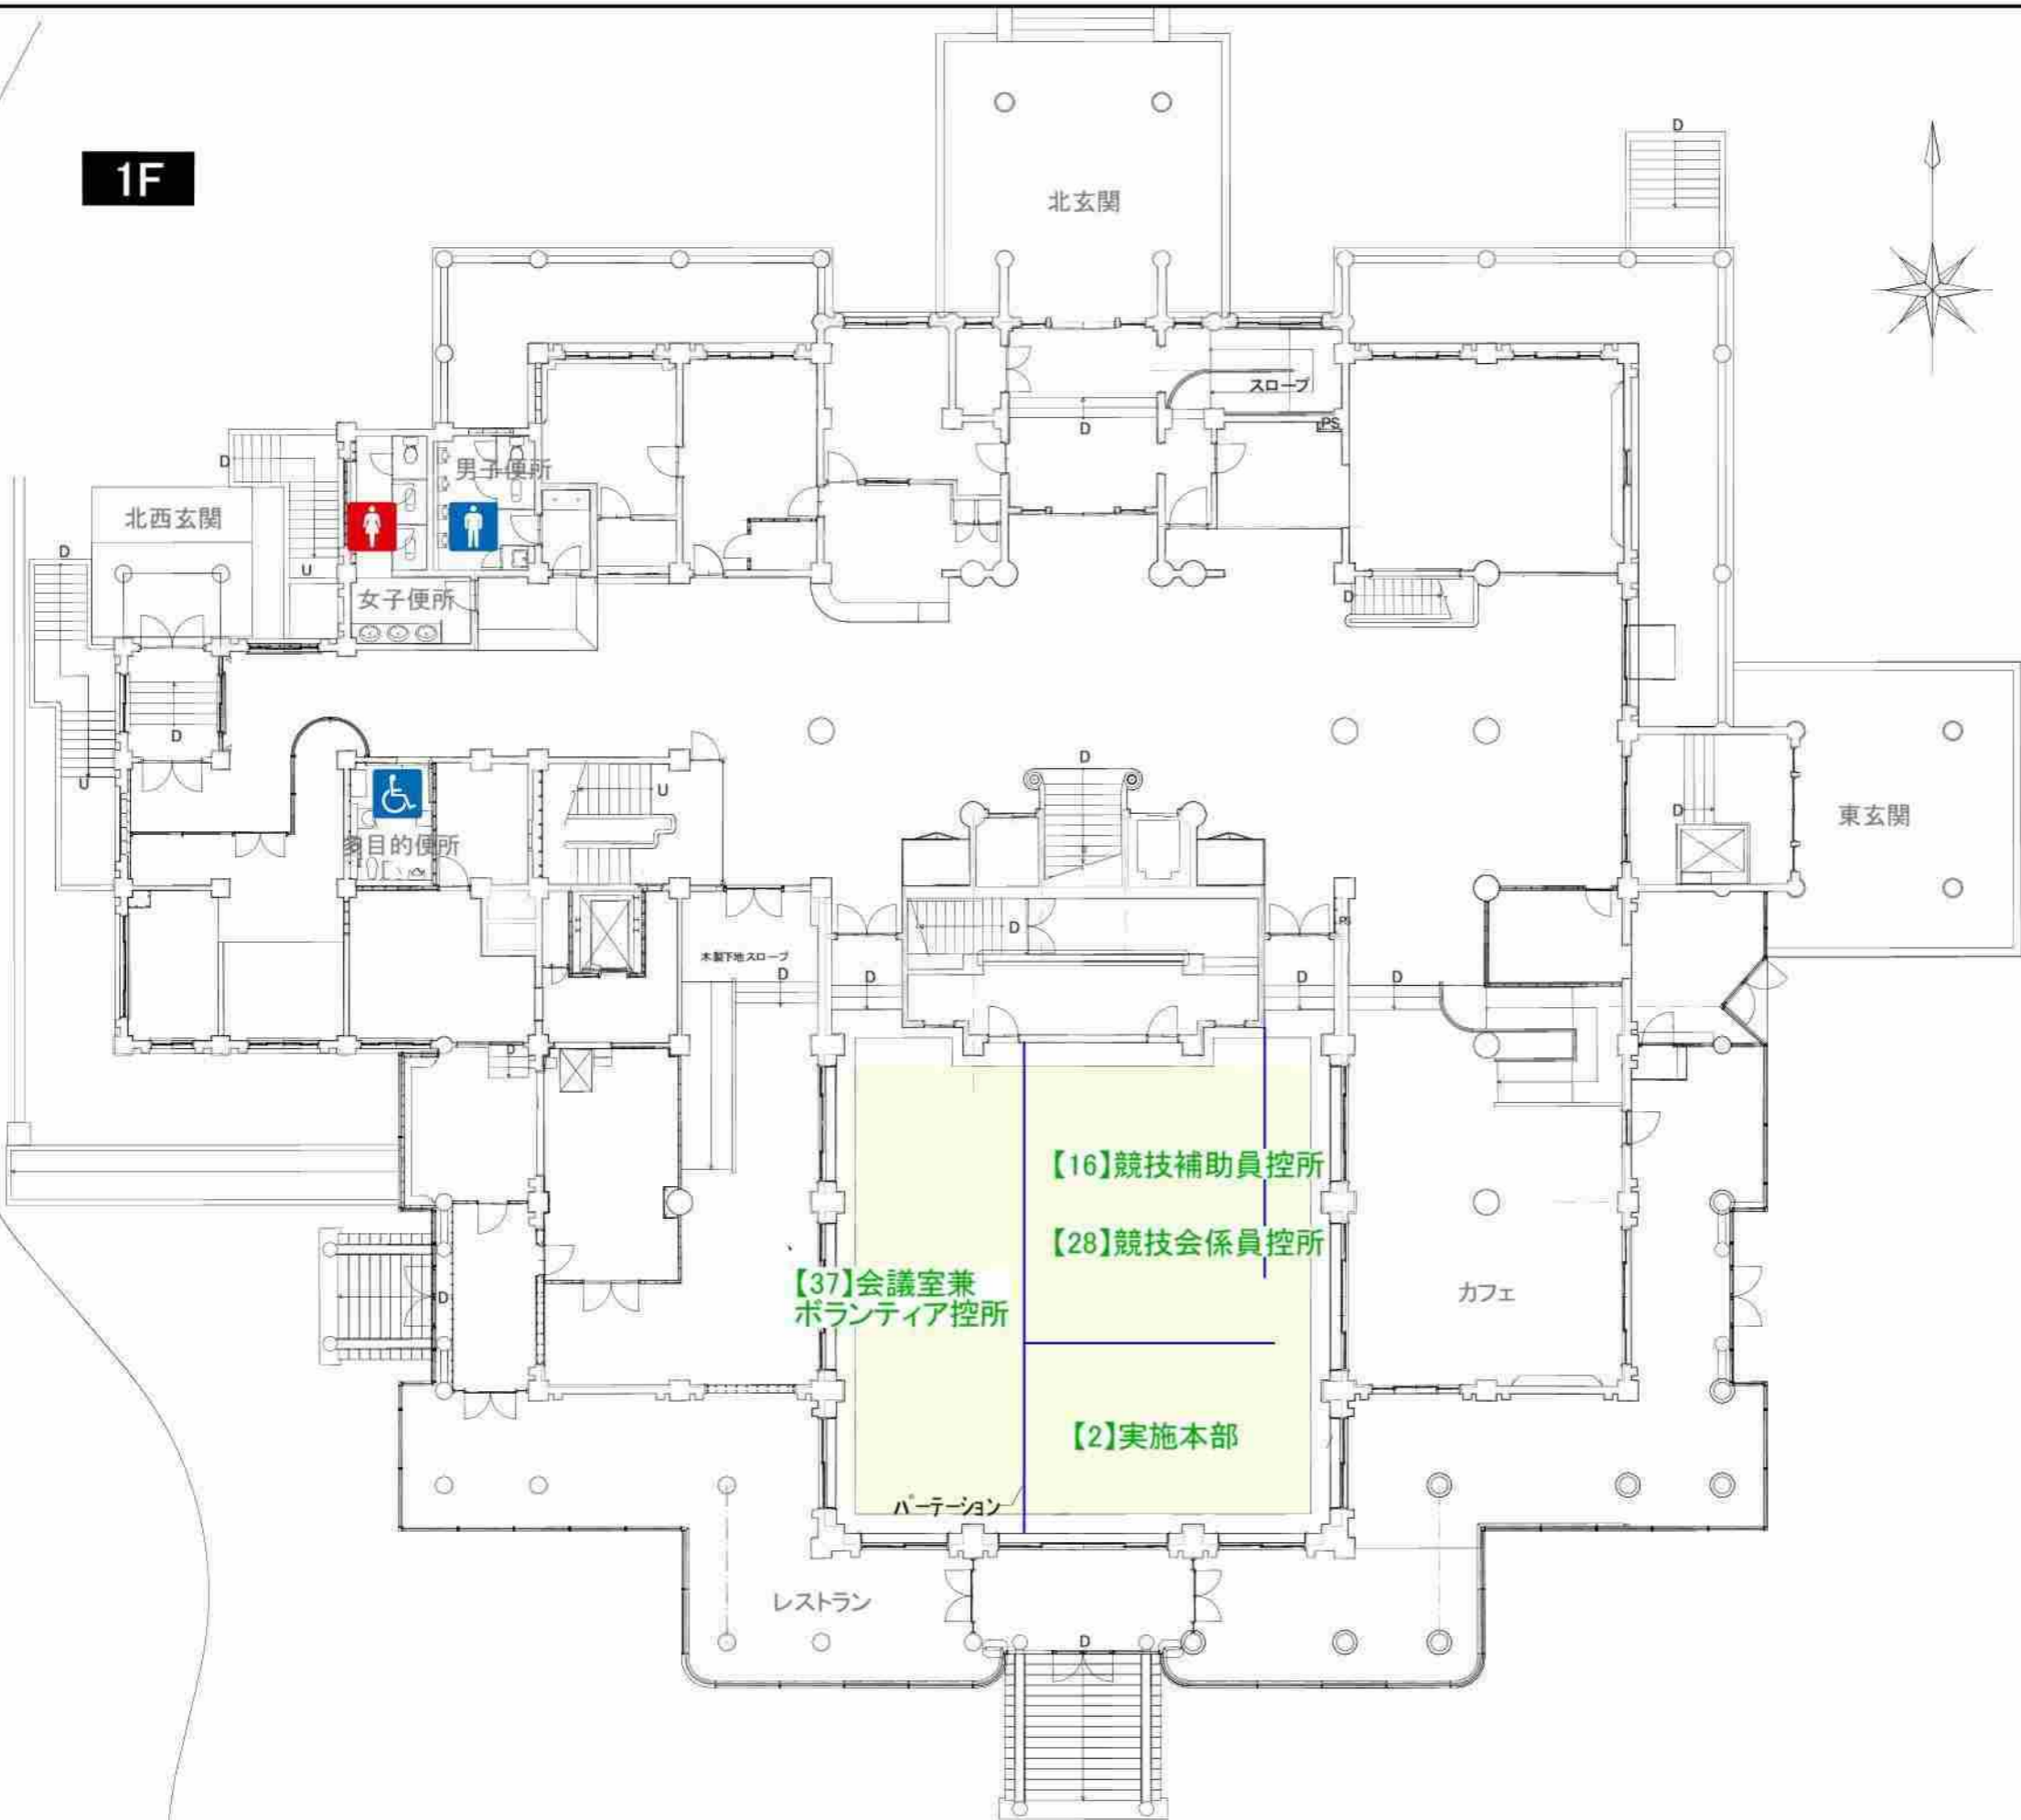 1F
北玄関
D
スロープ
PS
D
男子便所
D
北西玄関
D
U
女子便所
D
D
U
D
U
多目的便所
D
東玄関
D
PS
木製下地スロープ
D
D
D
D
D
【16】競技補助員控所
【28】競技会係員控所
【37】会議室兼
ボランティア控所
カフェ
D
【2】実施本部
パーテーション
レストラン
D